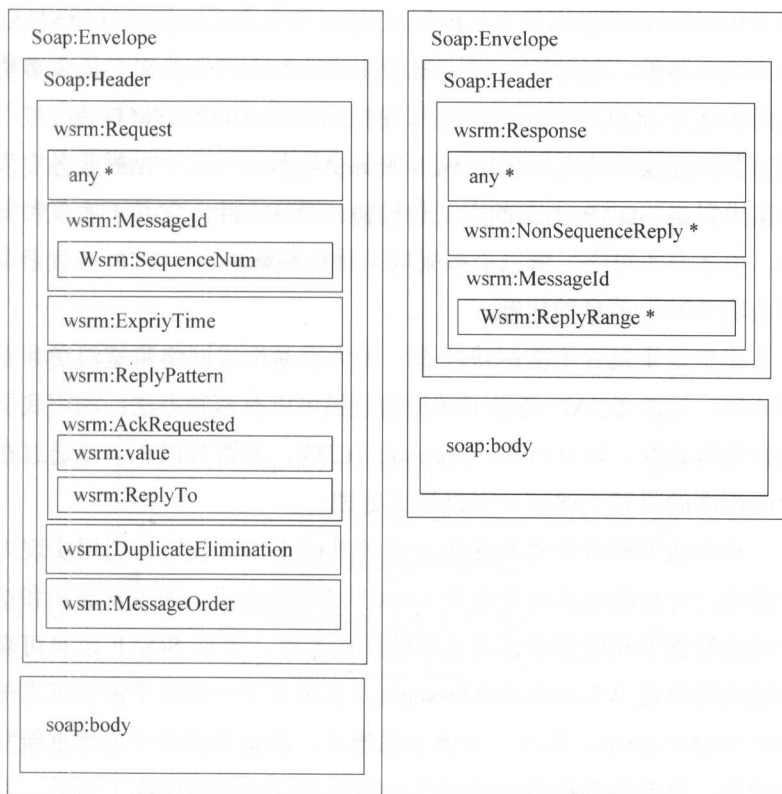 Soap:Envelope
Soap:Header
wsrm:Request
any *
wsrm:MessageId
Wsrm:SequenceNum
wsrm:ExpriyTime
wsrm:ReplyPattern
wsrm:AckRequested
wsrm:value
wsrm:ReplyTo
wsrm:DuplicateElimination
wsrm:MessageOrder
soap:body
Soap:Envelope
Soap:Header
wsrm:Response
any *
wsrm:NonSequenceReply *
wsrm:MessageId
Wsrm:ReplyRange *
soap:body